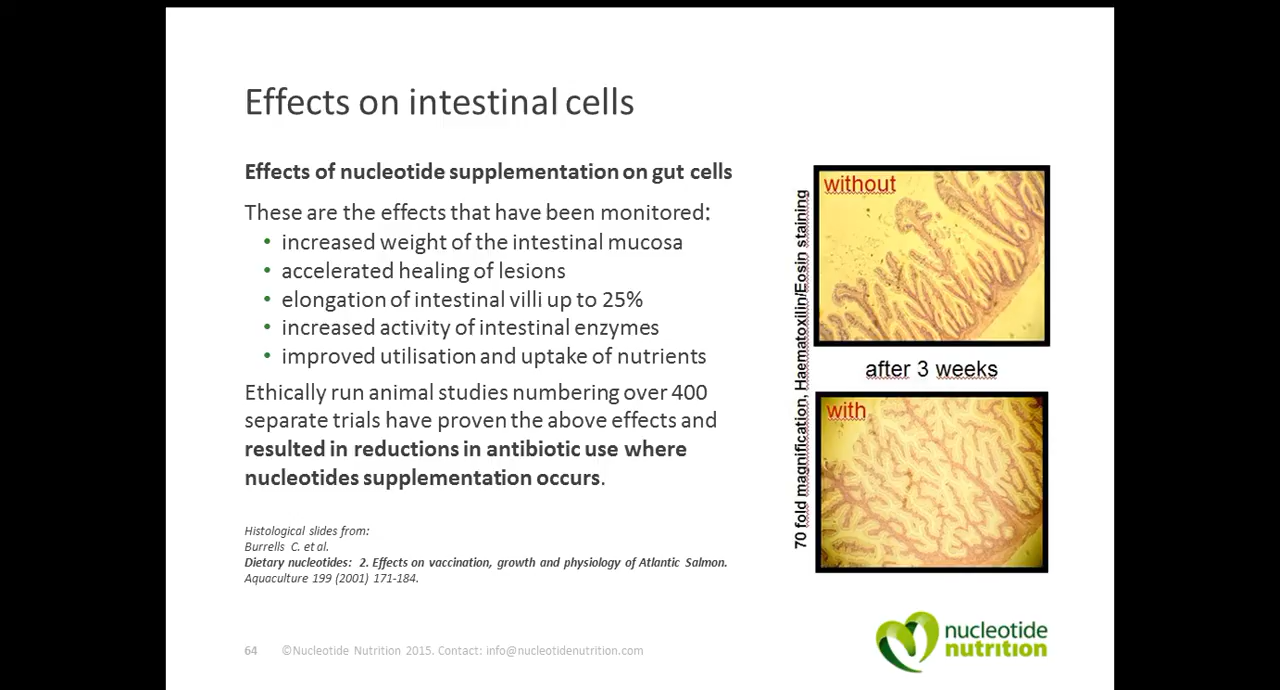 Effects on intestinal cells
Effects of nucleotide supplementation on gut cells
These are the effects that have been monitored:
• increased weight of the intestinal mucosa
• accelerated healing of lesions
• elongation of intestinal villi up to 25%
• increased activity of intestinal enzymes
• improved utilisation and uptake of nutrients
Ethically run animal studies numbering over 400
separate trials have proven the above effects and
resulted in reductions in antibiotic use where
nucleotides supplementation occurs.
Histological slides from:
Burrells C. et al.
Dietary nucleotides: 2. Effects on vaccination, growth and physiology of Atlantic Salmon.
Aquaculture 199 (2001) 171-184.
70 fold magnification, Haematoxilin/Eosin staining
without
after 3 weeks
with
64 ©Nucleotide Nutrition 2015. Contact: info@nucleotidenutrition.com
nucleotide
nutrition